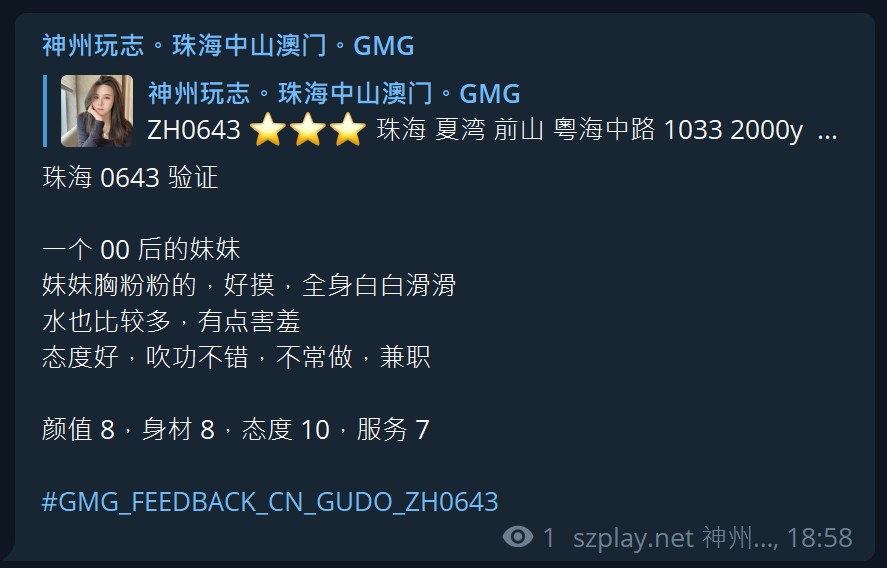 神州玩志。珠海中山澳门。GMG
神州玩志。珠海中山澳门。GMG
ZH0643 ⭐⭐⭐ 珠海 夏湾 前山 粤海中路 1033 2000y ...
珠海 0643 验证
一个 00 后的妹妹
妹妹胸粉粉的，好摸，全身白白滑滑
水也比较多，有点害羞
态度好，吹功不错，不常做，兼职
颜值 8，身材 8，态度 10，服务 7
#GMG_FEEDBACK_CN_GUDO_ZH0643
1 szplay.net 神州..., 18:58